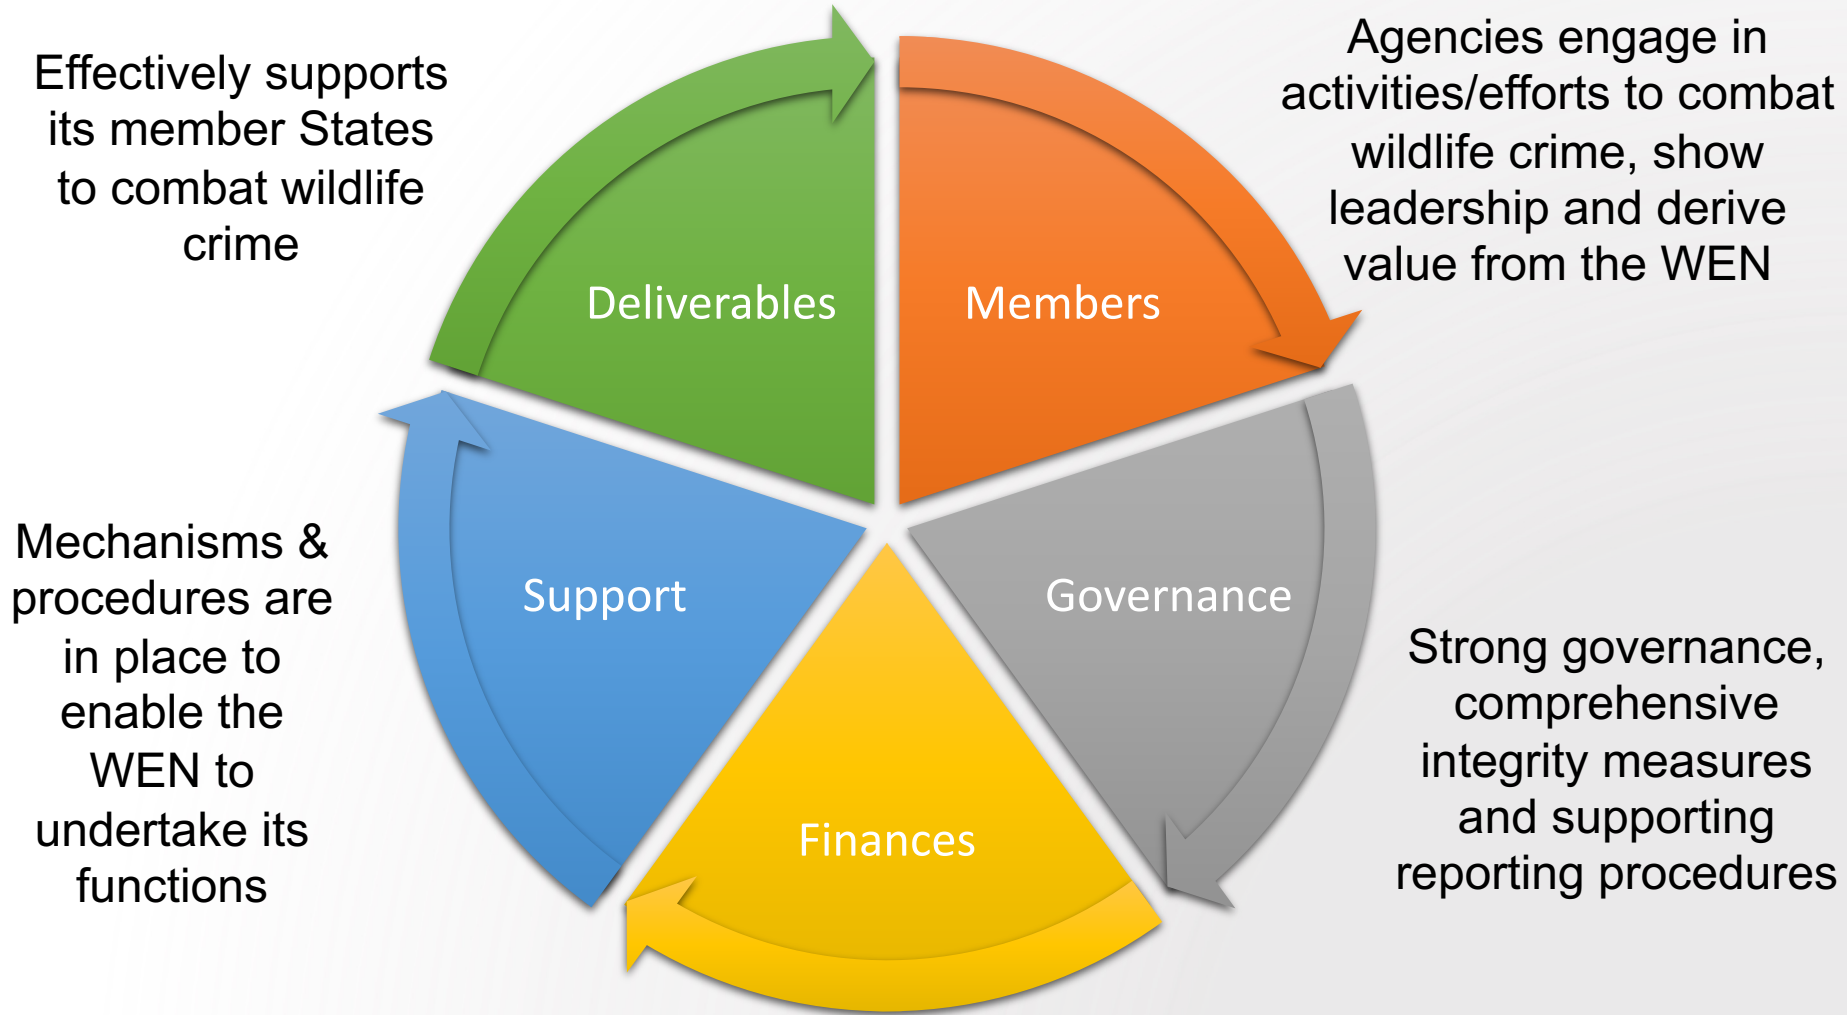 Effectively supports
its member States
to combat wildlife
crime
Agencies engage in
activities/efforts to combat
wildlife crime, show
leadership and derive
value from the WEN
Deliverables
Members
Support
Governance
Finances
Mechanisms &
procedures are
in place to
enable the
WEN to
undertake its
functions
Strong governance,
comprehensive
integrity measures
and supporting
reporting procedures